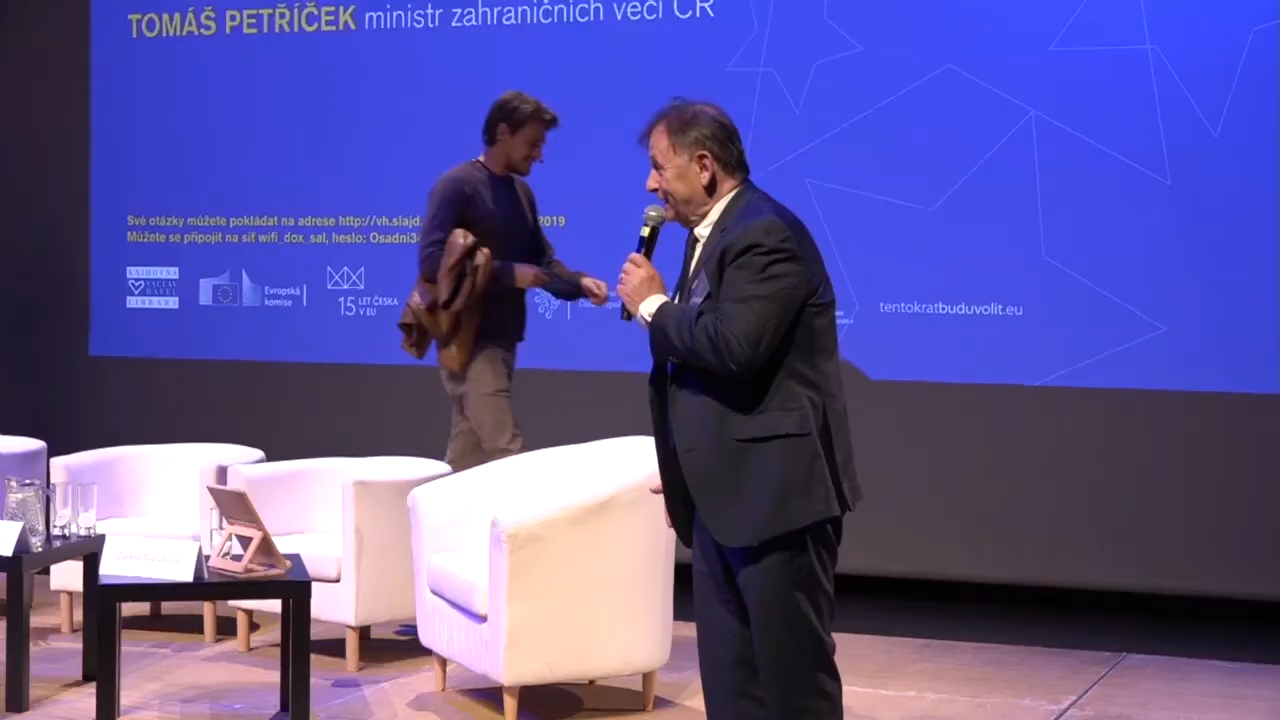 TOMÁŠ PETŘÍČEK ministr zahraničních věcí ČR
Své otázky můžete pokládat na adrese http://vh.slajd. 2019
Můžete se připojit na síť wifi_dox_sal, heslo: Osadni3
KNIHOVNA
VÁCLAV
HAVEL
LIBRARY
Evropská
komise
15 LET ČESKA
V EU
tentokratbuduvolit.eu